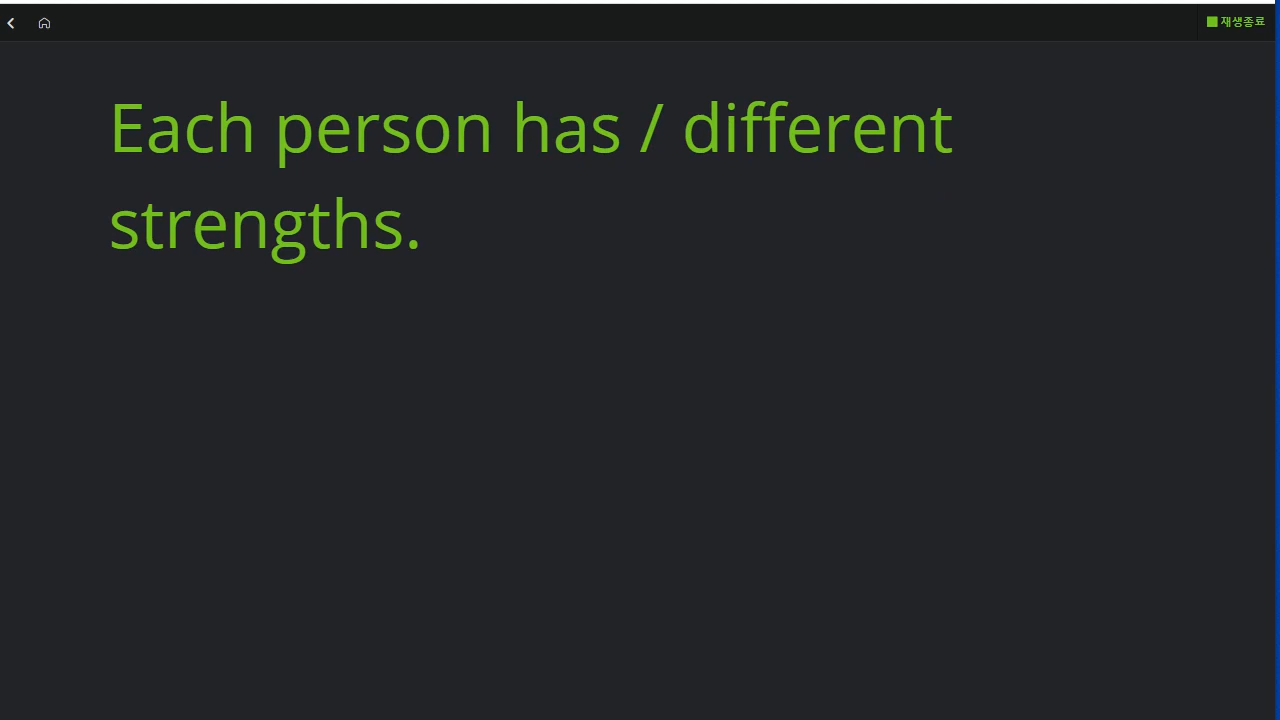 재생종료
Each person has / different
strengths.